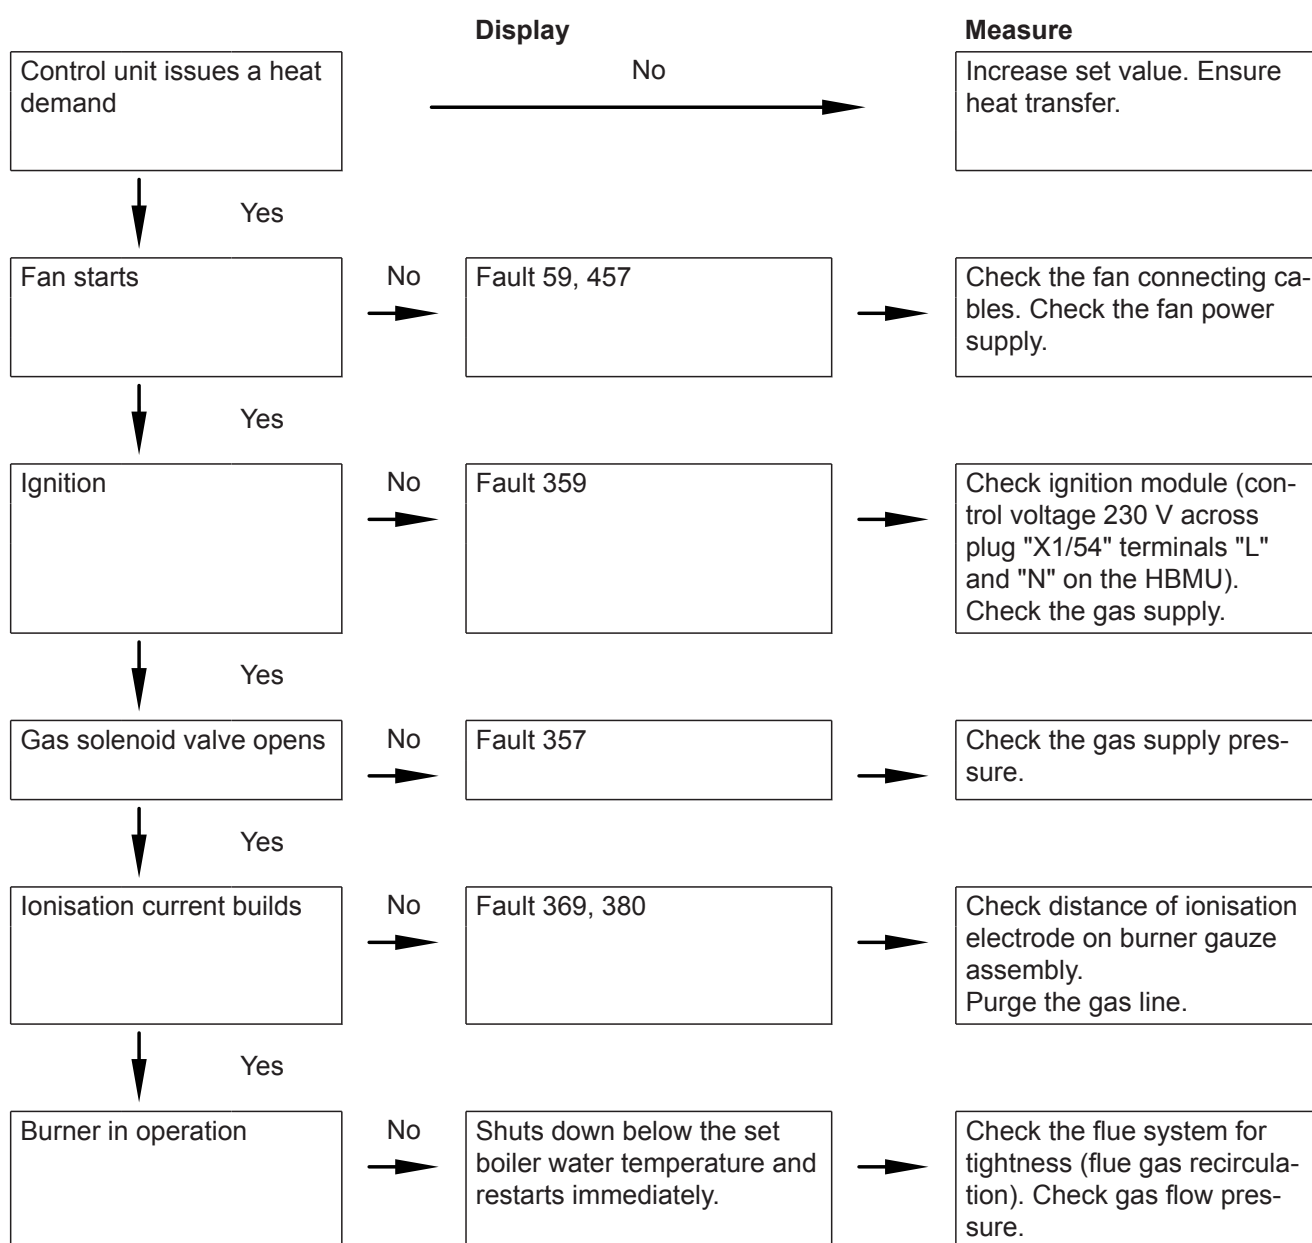 Display
Measure
Control unit issues a heat
demand
No
Increase set value. Ensure
heat transfer.
Yes
Fan starts
No
Fault 59, 457
Check the fan connecting ca-
bles. Check the fan power
supply.
Yes
Ignition
No
Fault 359
Check ignition module (con-
trol voltage 230 V across
plug "X1/54" terminals "L"
and "N" on the HBMU).
Check the gas supply.
Yes
Gas solenoid valve opens
No
Fault 357
Check the gas supply pres-
sure.
Yes
Ionisation current builds
No
Fault 369, 380
Check distance of ionisation
electrode on burner gauze
assembly.
Purge the gas line.
Yes
Burner in operation
No
Shuts down below the set
boiler water temperature and
restarts immediately.
Check the flue system for
tightness (flue gas recircula-
tion). Check gas flow pres-
sure.